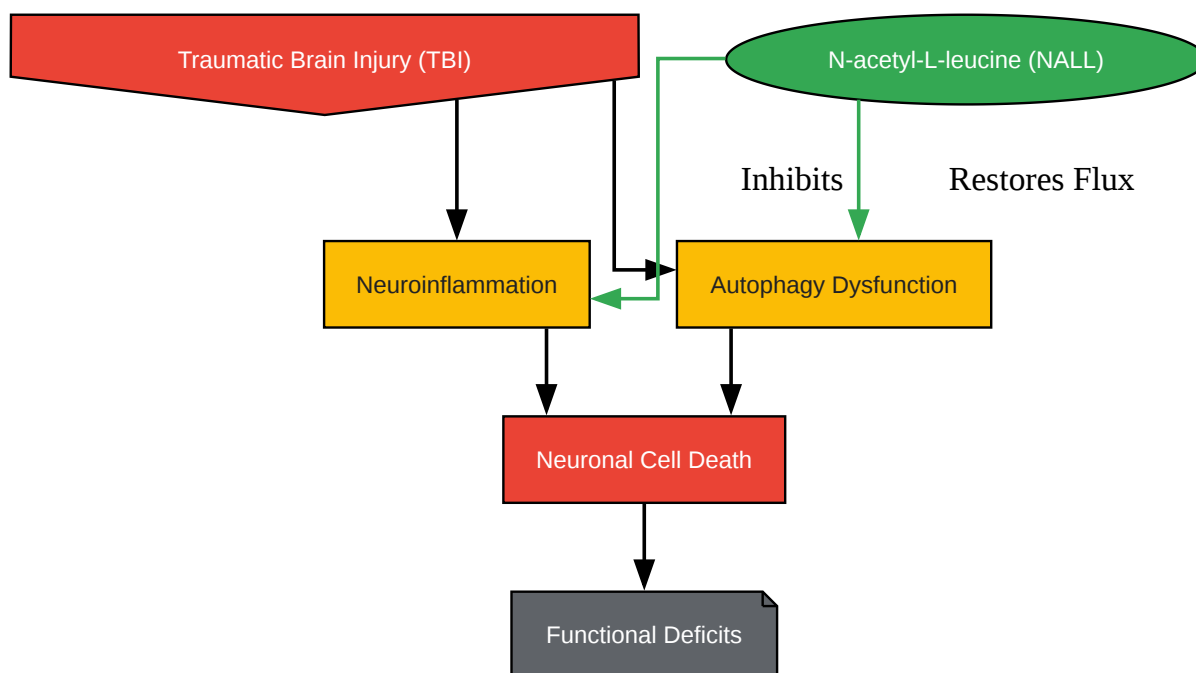 Traumatic Brain Injury (TBI)
N-acetyl-L-leucine (NALL)
Inhibits
Restores Flux
Neuroinflammation
Autophagy Dysfunction
Neuronal Cell Death
Functional Deficits